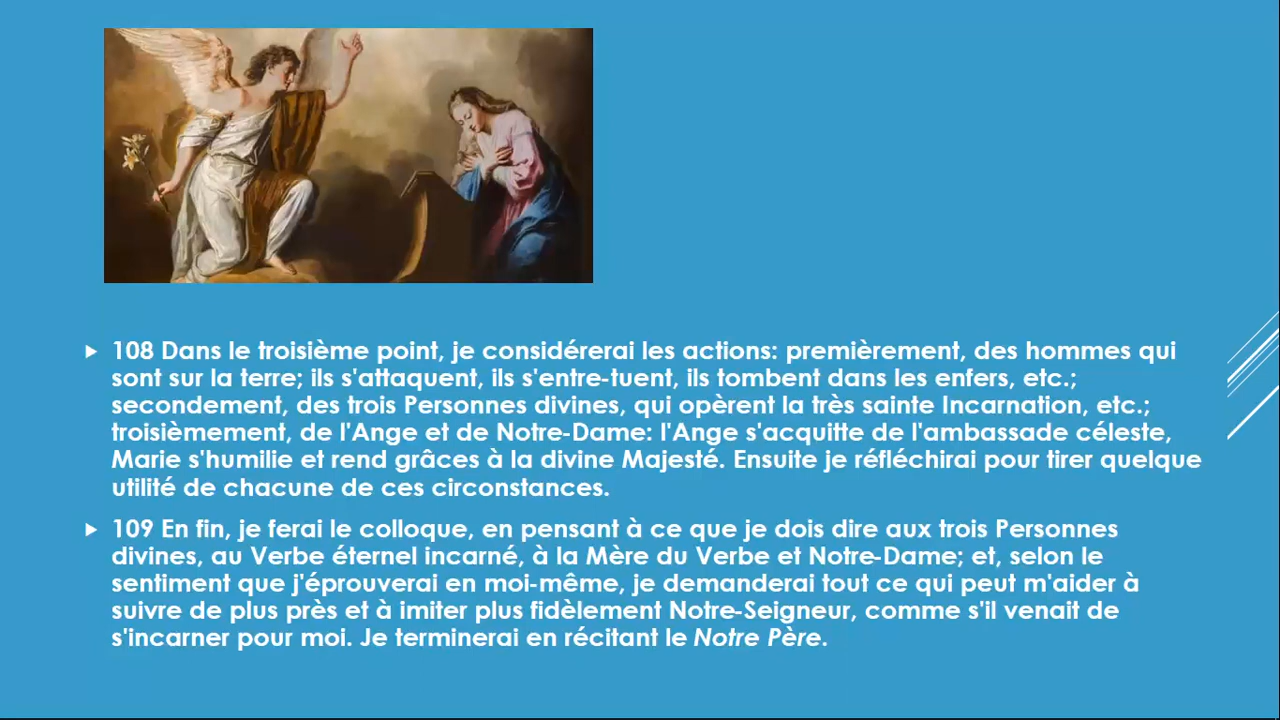 108 Dans le troisième point, je considérerai les actions: premièrement, des hommes qui
sont sur la terre; ils s'attaquent, ils s'entre-tuent, ils tombent dans les enfers, etc.;
secondement, des trois Personnes divines, qui opèrent la très sainte Incarnation, etc.;
troisièmement, de l'Ange et de Notre-Dame: l'Ange s'acquitte de l'ambassade céleste,
Marie s'humilie et rend grâces à la divine Majesté. Ensuite je réfléchirai pour tirer quelque
utilité de chacune de ces circonstances.
109 En fin, je ferai le colloque, en pensant à ce que je dois dire aux trois Personnes
divines, au Verbe éternel incarné, à la Mère du Verbe et Notre-Dame; et, selon le
sentiment que j'éprouverai en moi-même, je demanderai tout ce qui peut m'aider à
suivre de plus près et à imiter plus fidèlement Notre-Seigneur, comme s'il venait de
s'incarner pour moi. Je terminerai en récitant le Notre Père.